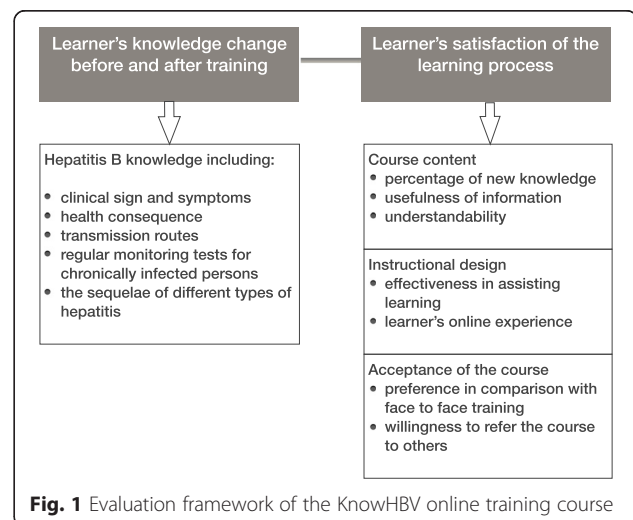 Learner's knowledge change
before and after training
Learner's satisfaction of the
learning process
Hepatitis B knowledge including:
• clinical sign and symptoms
• health consequence
• transmission routes
• regular monitoring tests for
chronically infected persons
• the sequelae of different types of
hepatitis
Course content
• percentage of new knowledge
• usefulness of information
• understandability
Instructional design
• effectiveness in assisting
learning
• learner's online experience
Acceptance of the course
• preference in comparison with
face to face training
• willingness to refer the course
to others
Fig. 1 Evaluation framework of the KnowHBV online training course